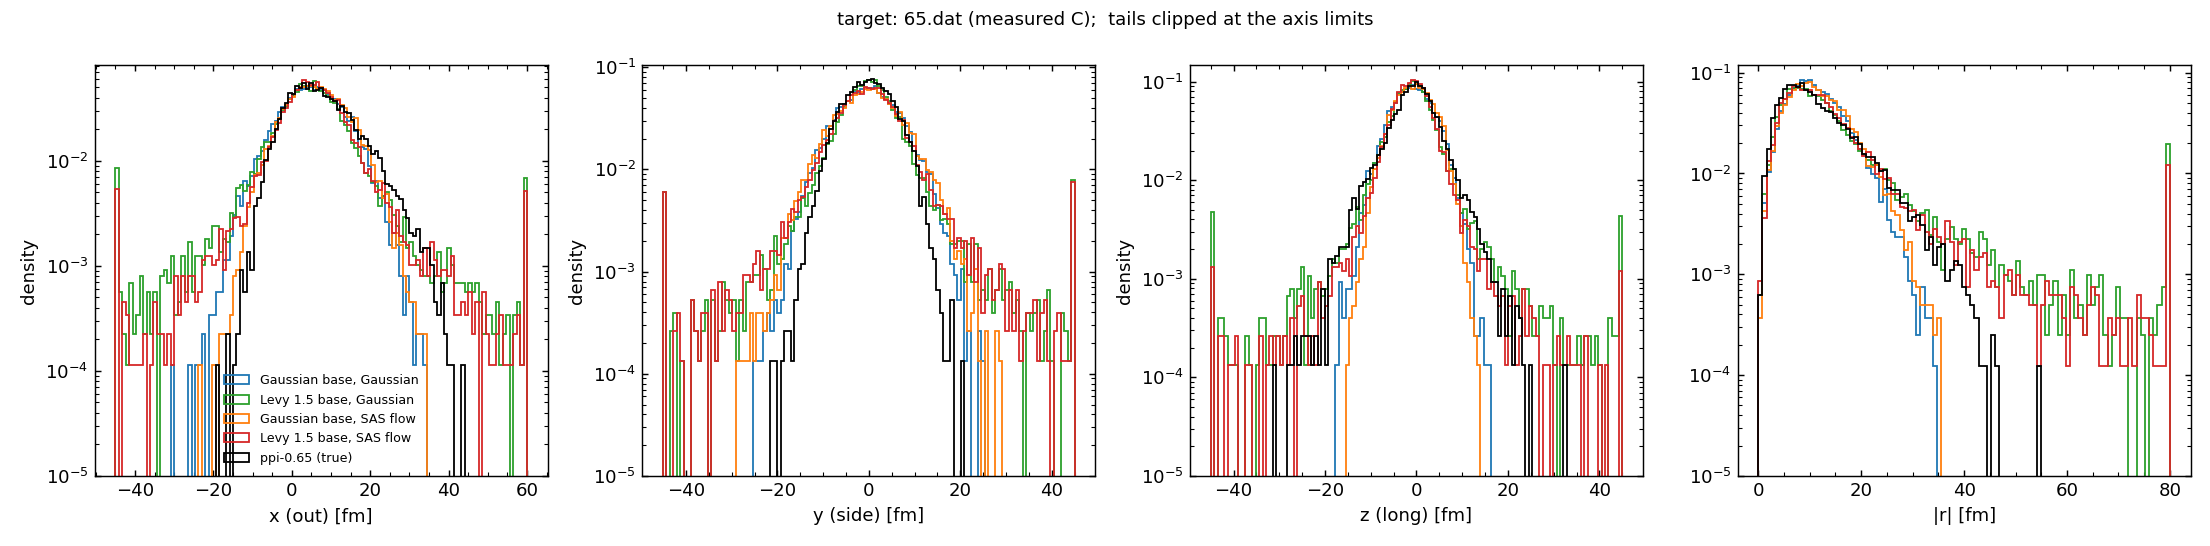 target: 65.dat (measured C);  tails clipped at the axis limits
density
10⁻²
10⁻³
10⁻⁴
10⁻⁵
−40 −20 0 20 40 60
x (out) [fm]
Gaussian base, Gaussian
Levy 1.5 base, Gaussian
Gaussian base, SAS flow
Levy 1.5 base, SAS flow
ppi-0.65 (true)
density
10⁻¹
10⁻²
10⁻³
10⁻⁴
10⁻⁵
−40 −20 0 20 40
y (side) [fm]
density
10⁻¹
10⁻²
10⁻³
10⁻⁴
10⁻⁵
−40 −20 0 20 40
z (long) [fm]
10⁻¹
10⁻²
10⁻³
10⁻⁴
10⁻⁵
0 20 40 60 80
|r| [fm]